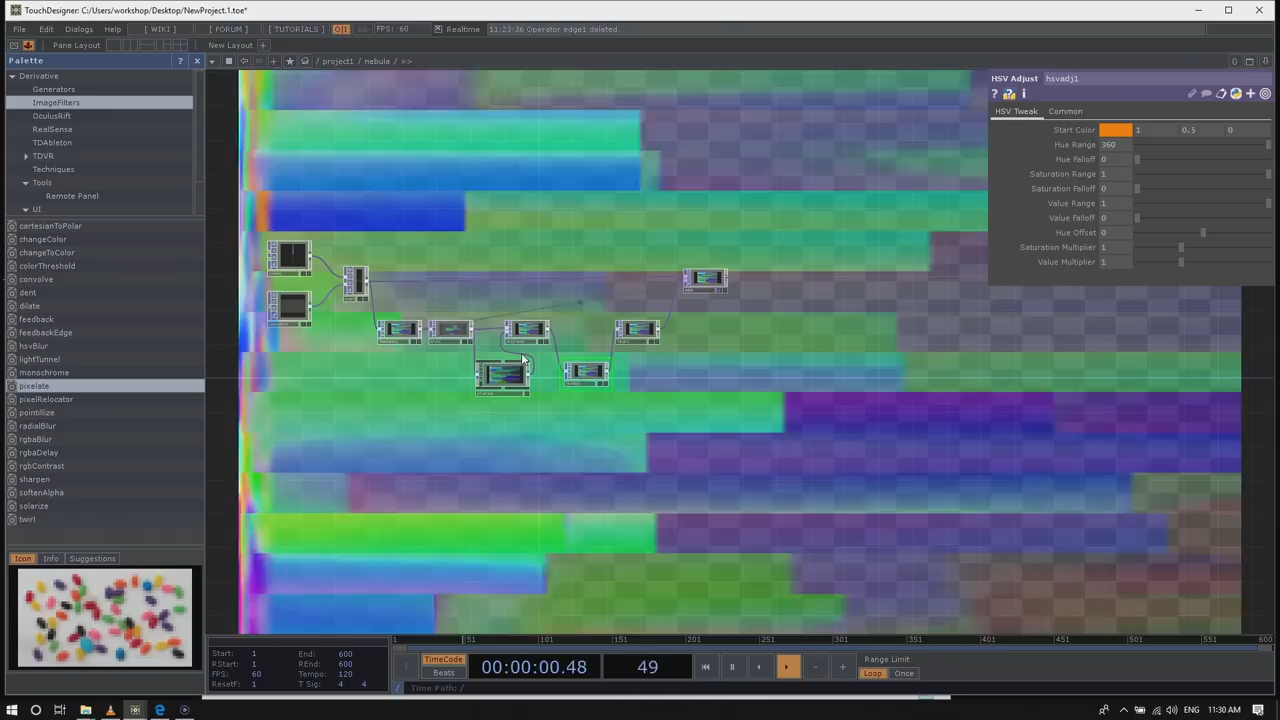 TouchDesigner: C:/Users/workshop/Desktop/NewProject.1.toe*
File Edit Dialogs Help [ WIKI ] [ FORUM ] [ TUTORIALS ] O|I FPS: 60 Realtime 11:23:36 Operator edge1 deleted.
Pane Layout New Layout +
Palette ? x
/ project1 / nebula / >>
Derivative
Generators
ImageFilters
OculusRift
RealSense
TDAbleton
TDVR
Techniques
Tools
Remote Panel
UI
cartesianToPolar
changeColor
changeToColor
colorThreshold
convolve
dent
dilate
feedback
feedbackEdge
hsvBlur
lightTunnel
monochrome
pixelate
pixelRelocator
pointillize
radialBlur
rgbaBlur
rgbaDelay
rgbContrast
sharpen
softenAlpha
solarize
twirl
Icon Info Suggestions
HSV Adjust hsvadj1
HSV Tweak Common
Start Color 1 0.5 0
Hue Range 360
Hue Falloff 0
Saturation Range 1
Saturation Falloff 0
Value Range 1
Value Falloff 0
Hue Offset 0
Saturation Multiplier 1
Value Multiplier 1
1 51 101 151 201 251 301 351 401 451 501 551 600
Start: 1 End: 600
RStart: 1 REnd: 600
FPS: 60 Tempo: 120
ResetF: 1 T Sig: 4 4
TimeCode
Beats
00:00:00.48 49
Range Limit
Loop Once
/ Time Path: /
ENG 11:30 AM